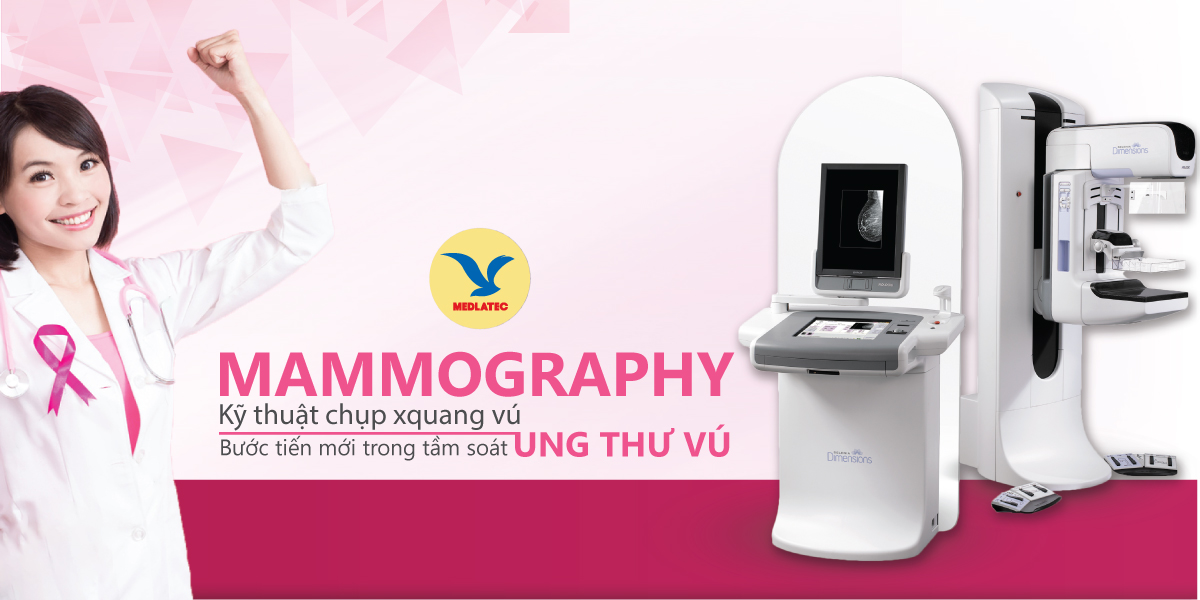 MEDLATEC
MAMMOGRAPHY
Kỹ thuật chụp xquang vú
Bước tiến mới trong tầm soát UNG THƯ VÚ
Dimensions
Dimensions